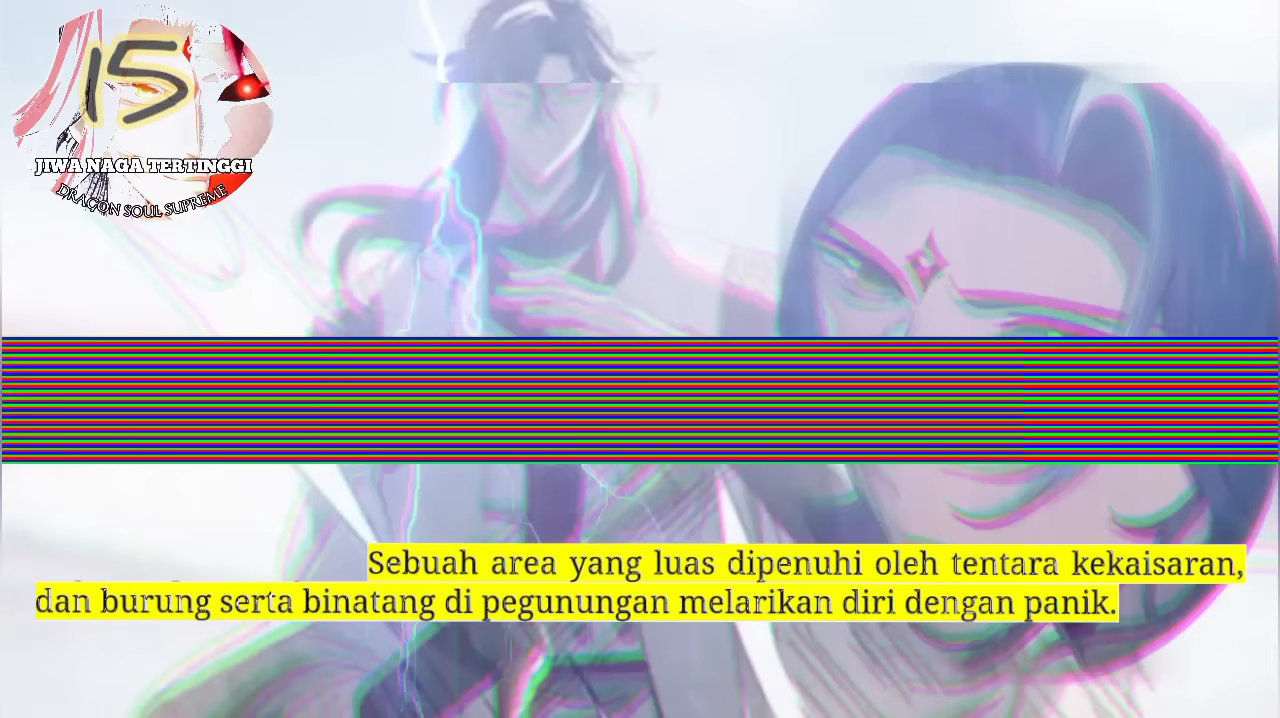 15
JIWA NAGA TERTINGGI
DRAGON SOUL SUPREME
Sebuah area yang luas dipenuhi oleh tentara kekaisaran,
dan burung serta binatang di pegunungan melarikan diri dengan panik.